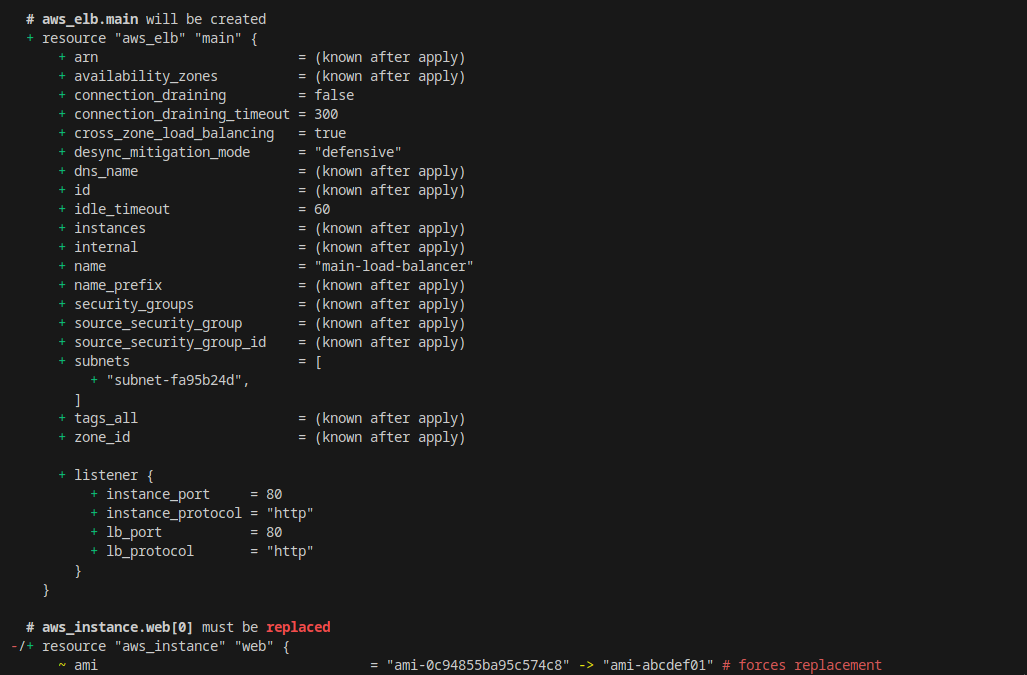 # aws_elb.main will be created
+ resource "aws_elb" "main" {
+ arn = (known after apply)
+ availability_zones = (known after apply)
+ connection_draining = false
+ connection_draining_timeout = 300
+ cross_zone_load_balancing = true
+ desync_mitigation_mode = "defensive"
+ dns_name = (known after apply)
+ id = (known after apply)
+ idle_timeout = 60
+ instances = (known after apply)
+ internal = (known after apply)
+ name = "main-load-balancer"
+ name_prefix = (known after apply)
+ security_groups = (known after apply)
+ source_security_group = (known after apply)
+ source_security_group_id = (known after apply)
+ subnets = [
+ "subnet-fa95b24d",
]
+ tags_all = (known after apply)
+ zone_id = (known after apply)
+ listener {
+ instance_port = 80
+ instance_protocol = "http"
+ lb_port = 80
+ lb_protocol = "http"
}
}
# aws_instance.web[0] must be replaced
-/+ resource "aws_instance" "web" {
~ ami = "ami-0c94855ba95c574c8" -> "ami-abcdef01" # forces replacement